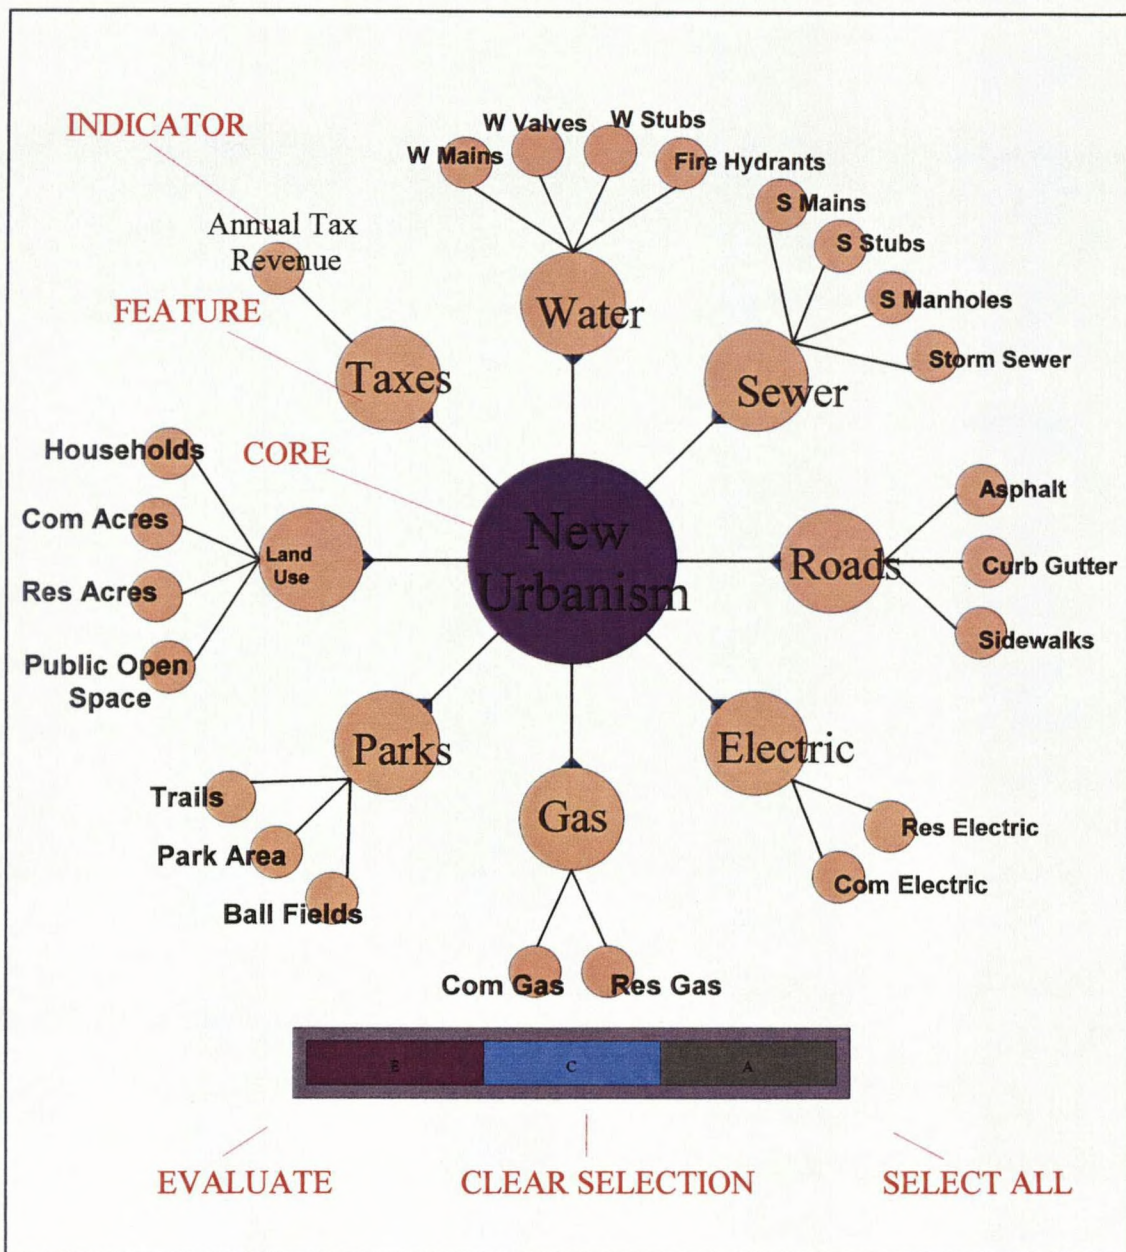 INDICATOR
W Valves
W Stubs
W Mains
Fire Hydrants
S Mains
Annual Tax
Revenue
S Stubs
S Manholes
FEATURE
Water
Storm Sewer
Taxes
Sewer
Households
CORE
Asphalt
Com Acres
New
Urbanism
Land
Use
Roads
Curb Gutter
Res Acres
Sidewalks
Public Open
Space
Parks
Electric
Trails
Gas
Res Electric
Park Area
Com Electric
Ball Fields
Com Gas
Res Gas
E
C
A
EVALUATE
CLEAR SELECTION
SELECT ALL